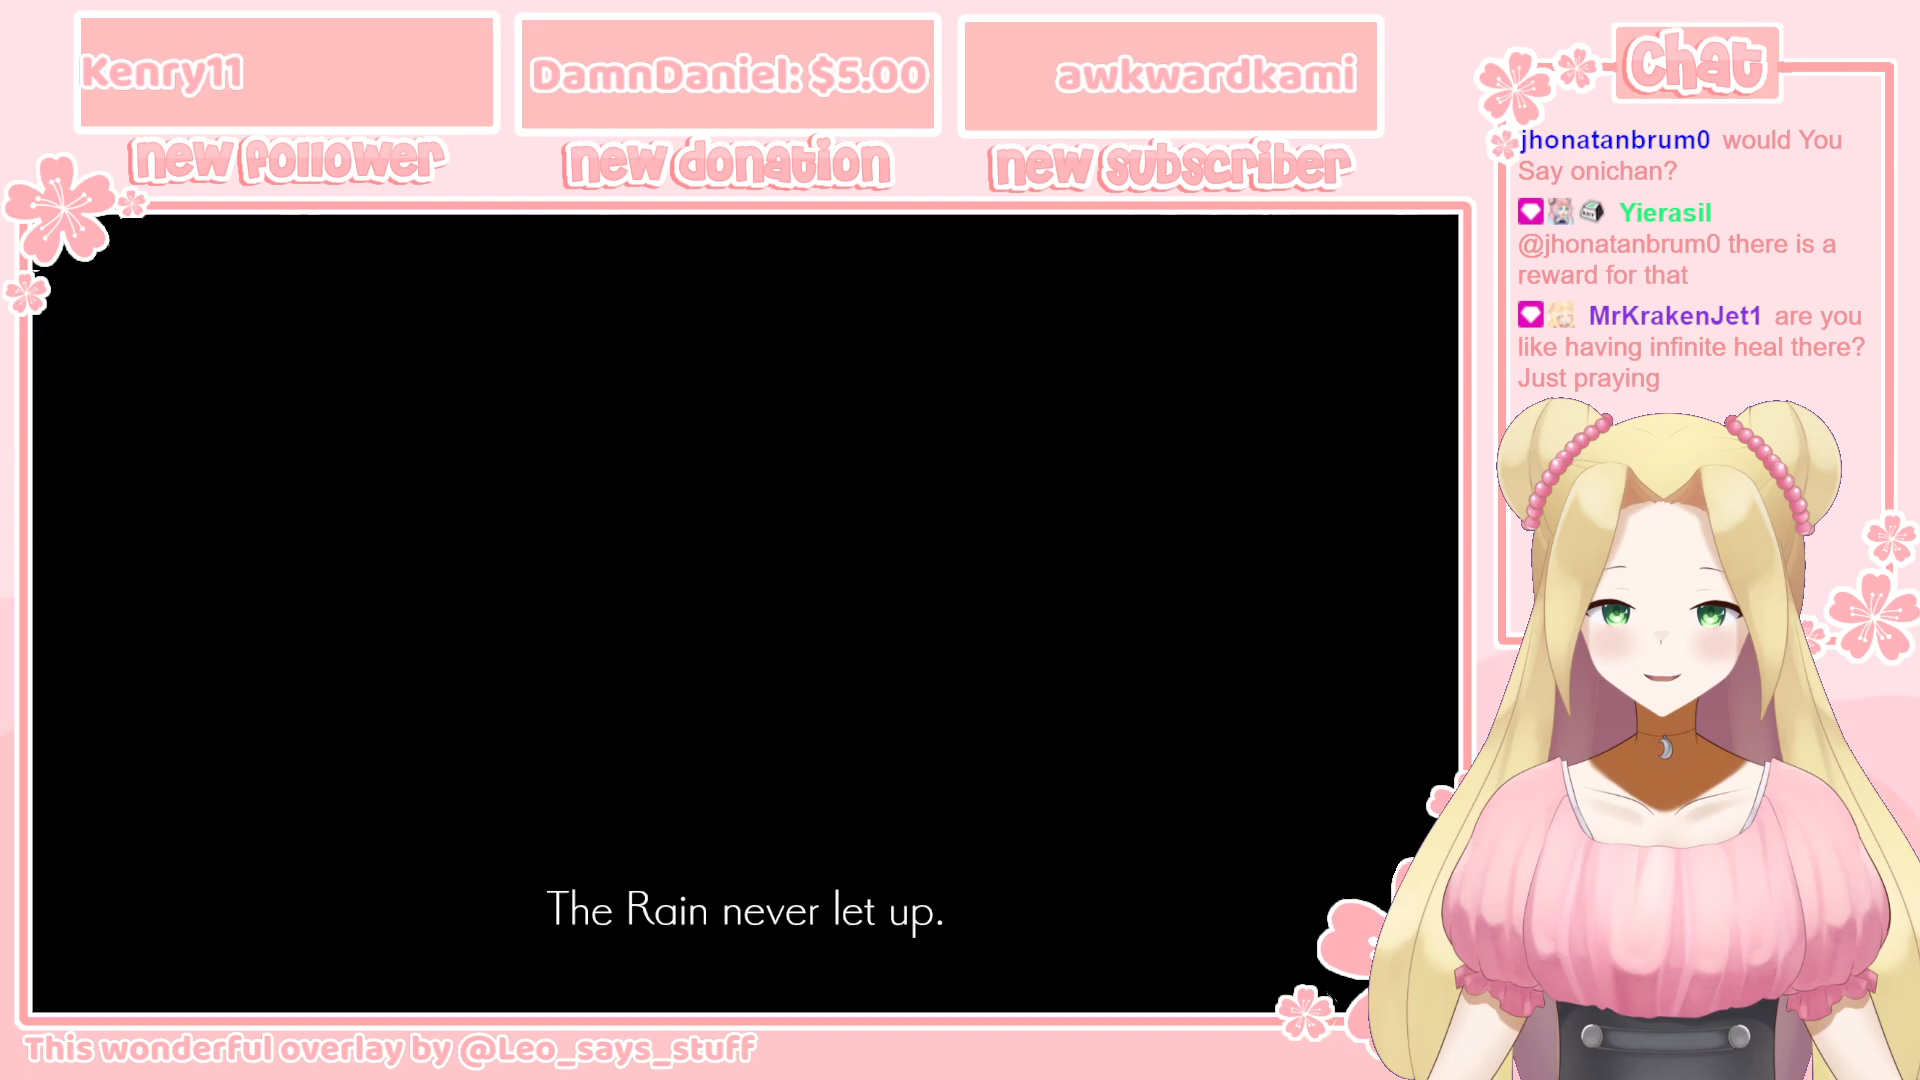 Kenry11
DamnDaniel: $5.00
awkwardkami
new follower
new donation
new subscriber
Chat
jhonatanbrum0 would You
Say onichan?
Yierasil
@jhonatanbrum0 there is a
reward for that
MrKrakenJet1 are you
like having infinite heal there?
Just praying
The Rain never let up.
This wonderful overlay by @Leo_says_stuff